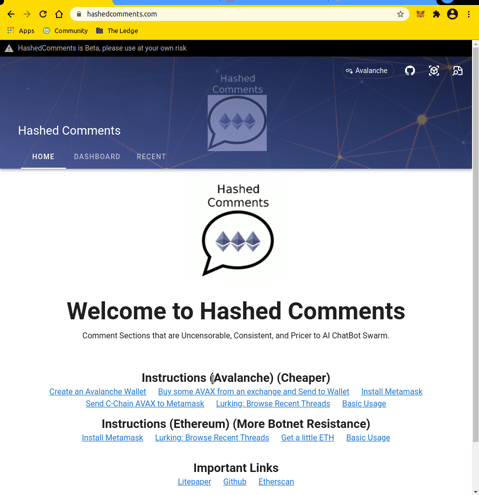 hashedcomments.com
Apps Community The Ledge
HashedComments is Beta, please use at your own risk
Avalanche
Hashed
Comments
Hashed Comments
HOME DASHBOARD RECENT
Hashed
Comments
Welcome to Hashed Comments
Comment Sections that are Uncensorable, Consistent, and Pricer to AI ChatBot Swarm.
Instructions (Avalanche) (Cheaper)
Create an Avalanche Wallet Buy some AVAX from an exchange and Send to Wallet Install Metamask
Send C-Chain AVAX to Metamask Lurking: Browse Recent Threads Basic Usage
Instructions (Ethereum) (More Botnet Resistance)
Install Metamask Lurking: Browse Recent Threads Get a little ETH Basic Usage
Important Links
Litepaper Github Etherscan